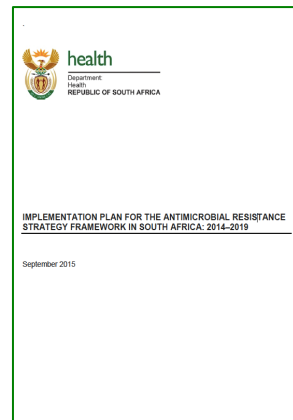 health
Department
Health
REPUBLIC OF SOUTH AFRICA
IMPLEMENTATION PLAN FOR THE ANTIMICROBIAL RESISTANCE
STRATEGY FRAMEWORK IN SOUTH AFRICA: 2014–2019
September 2015